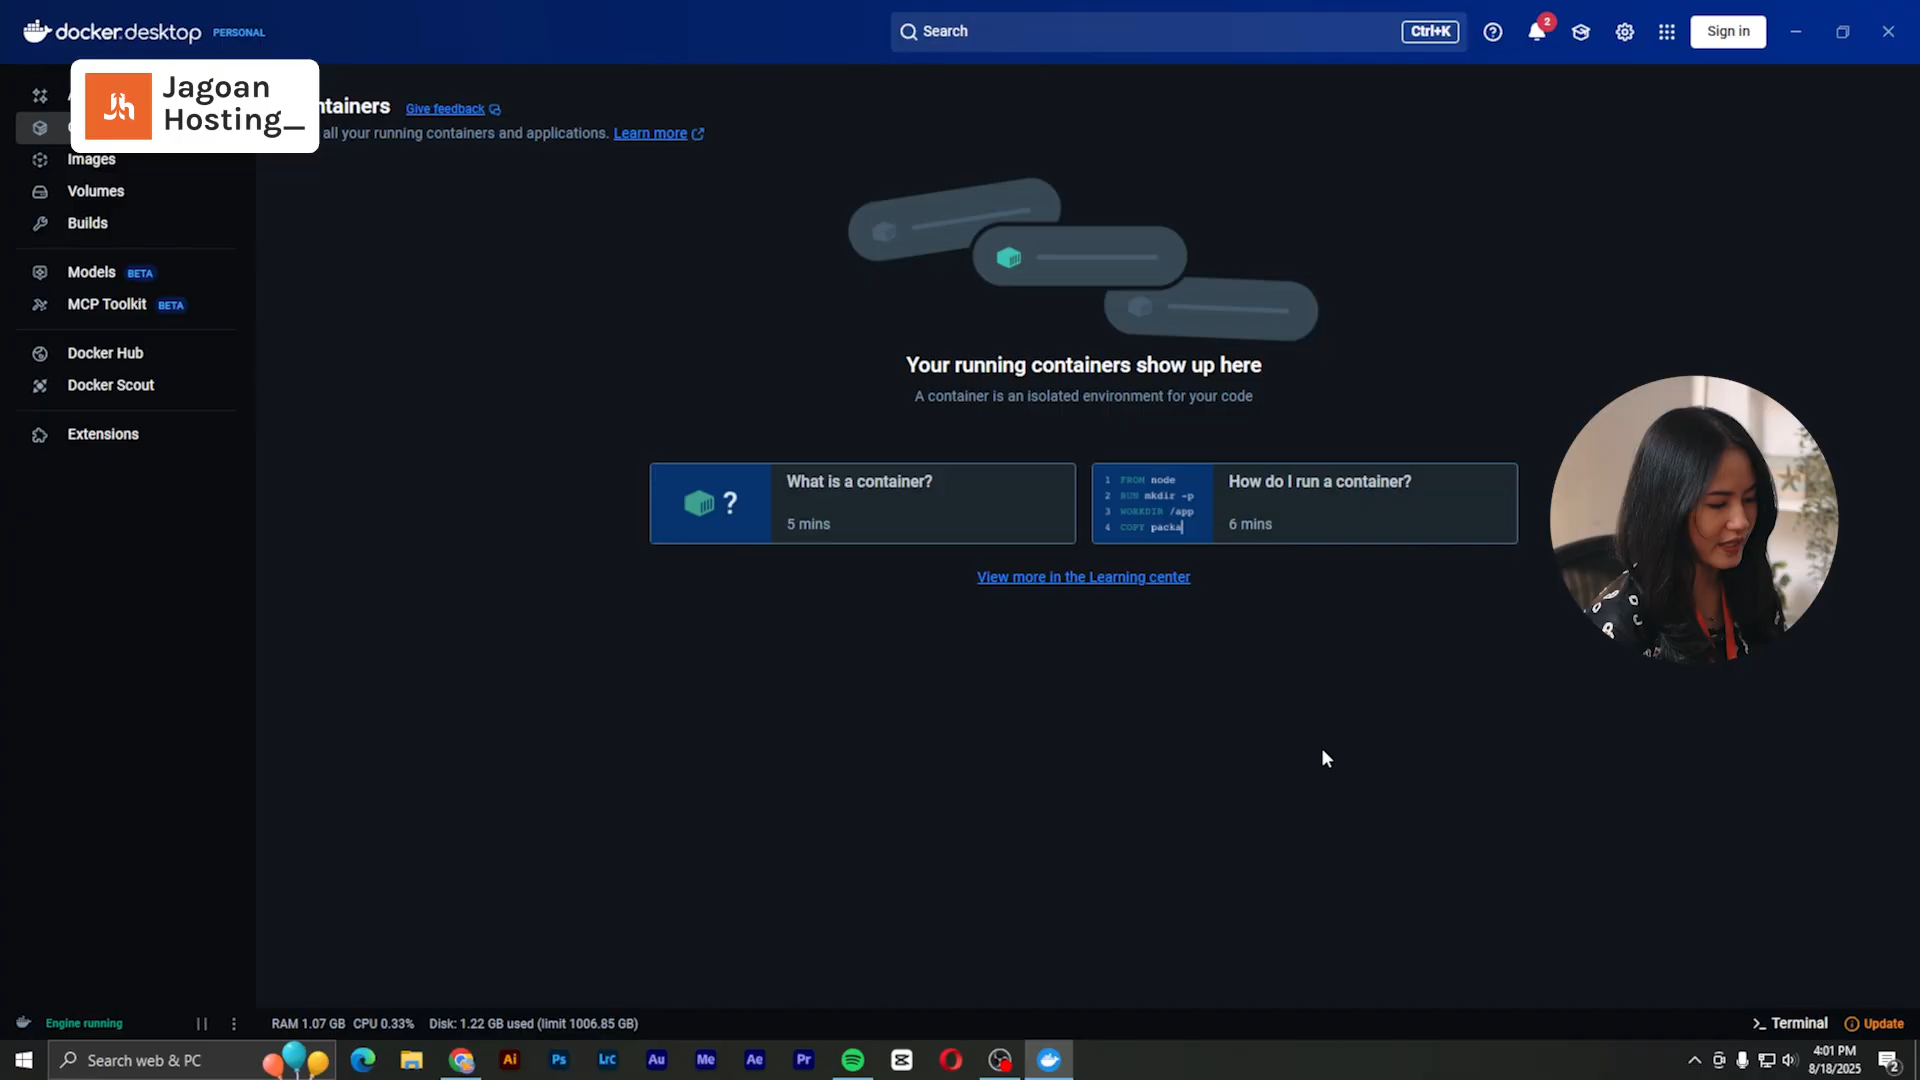 docker desktop PERSONAL
Search
Ctrl+K
2
Sign in
Jh
Jagoan
Hosting_
ntainers Give feedback
all your running containers and applications. Learn more
Images
Volumes
Builds
Models BETA
MCP Toolkit BETA
Docker Hub
Docker Scout
Extensions
Your running containers show up here
A container is an isolated environment for your code
?
What is a container?
5 mins
1 FROM node
2 RUN mkdir -p
3 WORKDIR /app
4 COPY packa
How do I run a container?
6 mins
View more in the Learning center
Engine running
RAM 1.07 GB CPU 0.33% Disk: 1.22 GB used (limit 1006.85 GB)
>_ Terminal
Update
Search web & PC
Ai
Ps
LrC
Au
Me
Ae
Pr
4:01 PM
8/18/2025
2